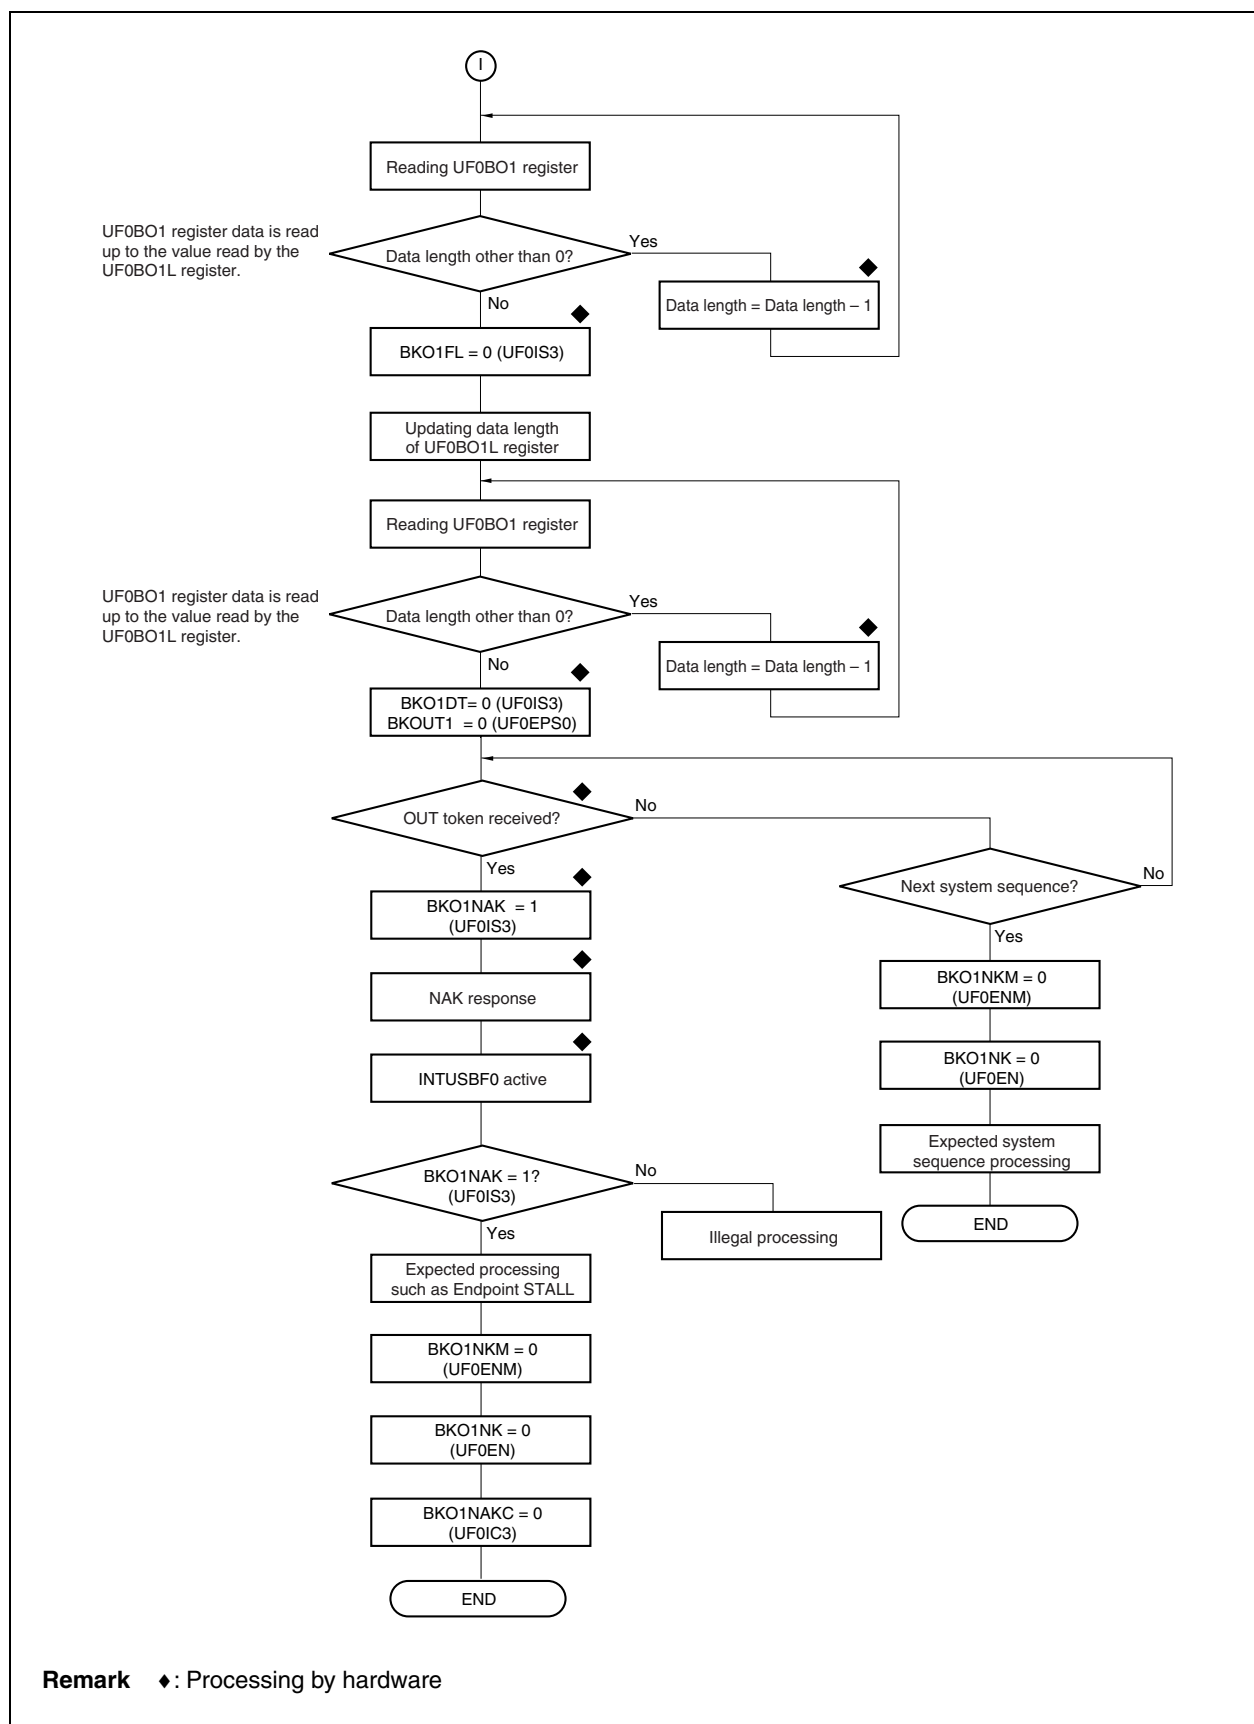 I
Reading UF0BO1 register
UF0BO1 register data is read
up to the value read by the
UF0BO1L register.
Data length other than 0?
Yes
Data length = Data length – 1
No
BKO1FL = 0 (UF0IS3)
Updating data length
of UF0BO1L register
Reading UF0BO1 register
UF0BO1 register data is read
up to the value read by the
UF0BO1L register.
Data length other than 0?
Yes
Data length = Data length – 1
No
BKO1DT= 0 (UF0IS3)
BKOUT1 = 0 (UF0EPS0)
OUT token received?
No
Yes
Next system sequence?
No
Yes
BKO1NAK = 1
(UF0IS3)
NAK response
INTUSBF0 active
BKO1NKM = 0
(UF0ENM)
BKO1NK = 0
(UF0EN)
Expected system
sequence processing
END
BKO1NAK = 1?
(UF0IS3)
No
Illegal processing
Yes
Expected processing
such as Endpoint STALL
BKO1NKM = 0
(UF0ENM)
BKO1NK = 0
(UF0EN)
BKO1NAKC = 0
(UF0IC3)
END
Remark ♦: Processing by hardware